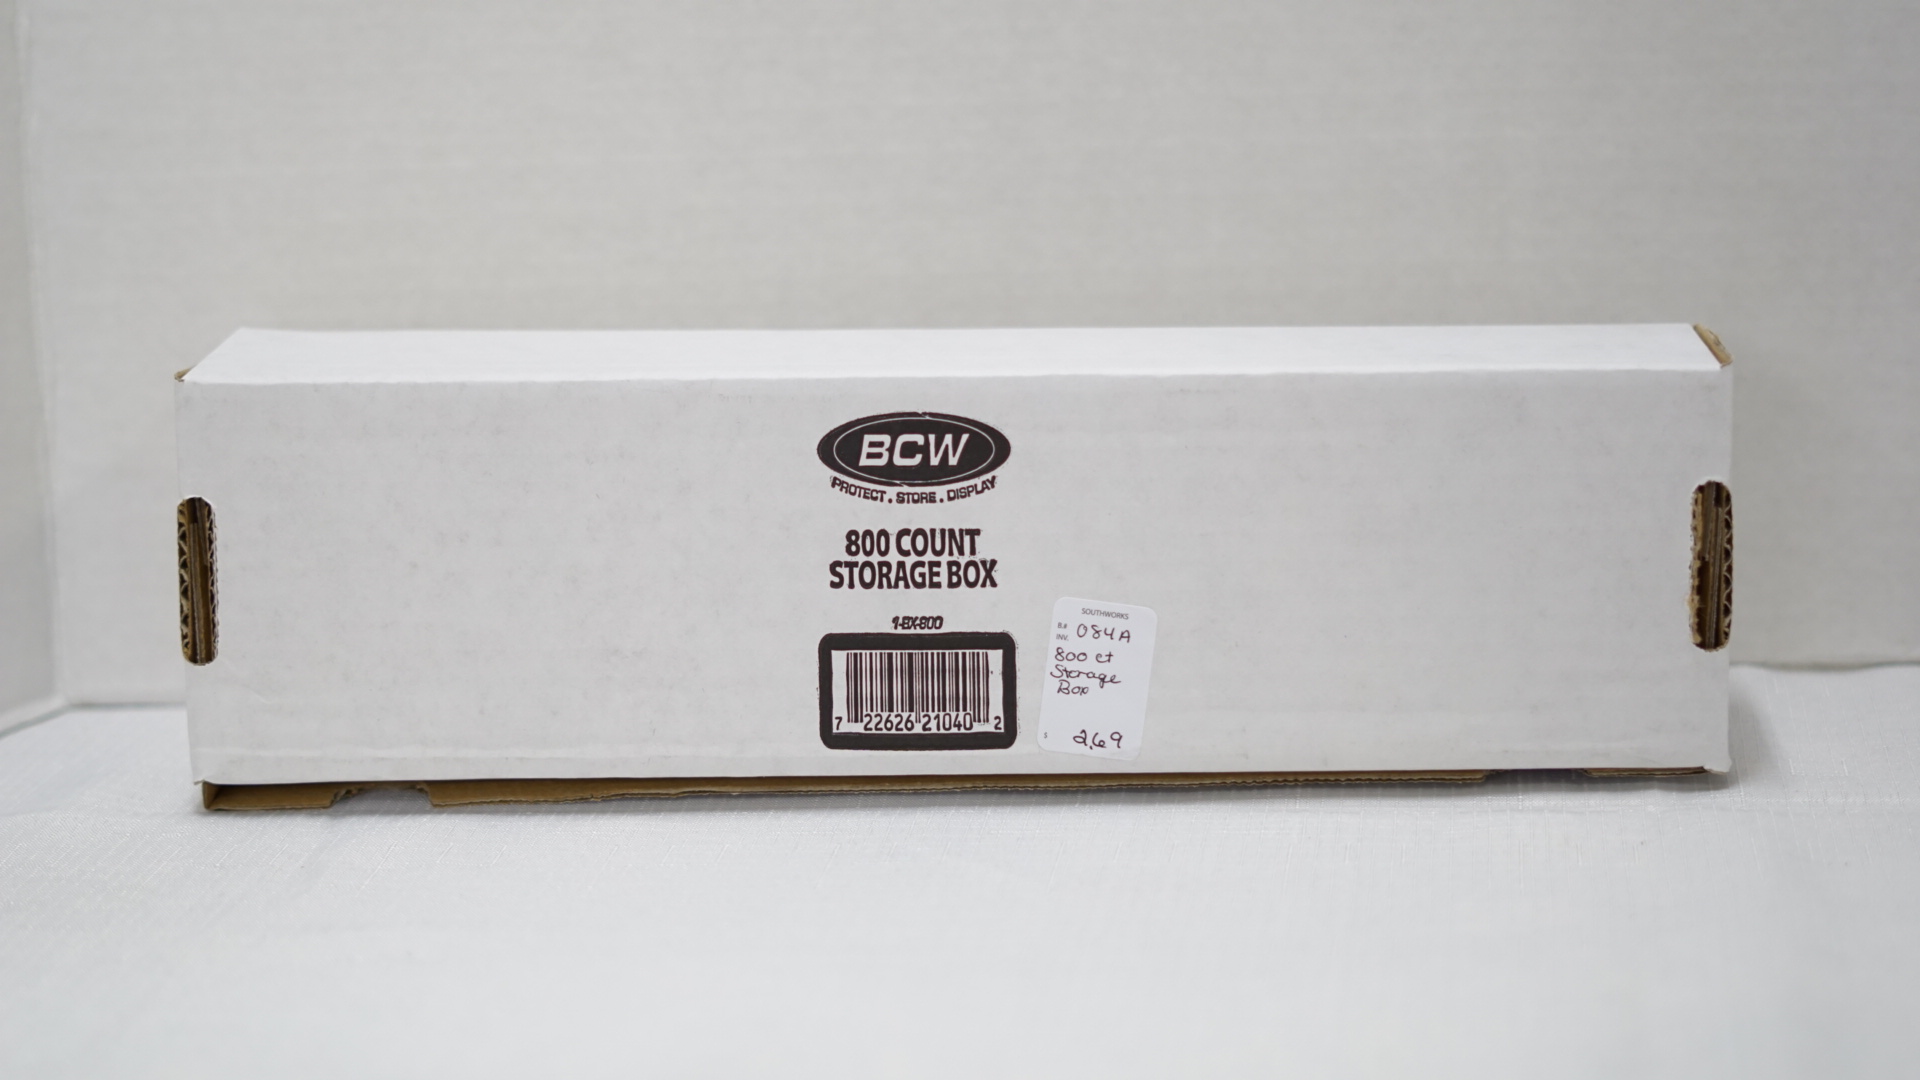 BCW
PROTECT . STORE . DISPLAY
800 COUNT
STORAGE BOX
1-BX-800
7 22626 21040 2
SOUTHWORKS
B.# 084A
INV.
800 ct
Storage
Box
$ 2.69